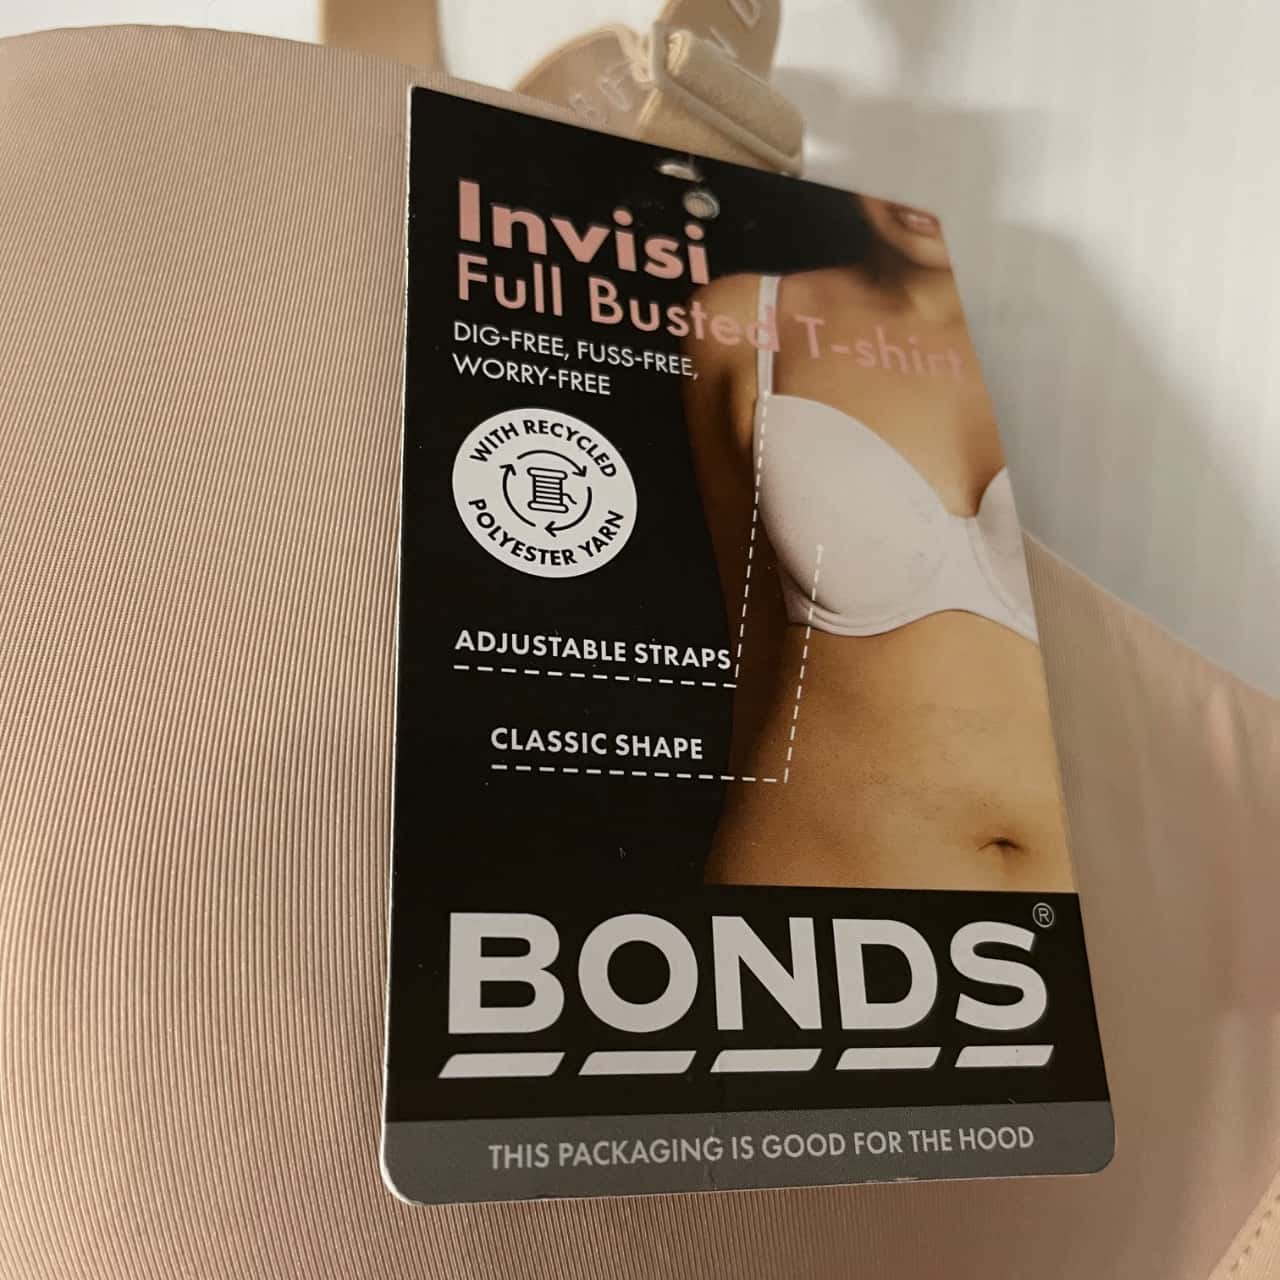 Invisi
Full Busted T-shirt
DIG-FREE, FUSS-FREE,
WORRY-FREE
WITH RECYCLED
POLYESTER YARN
ADJUSTABLE STRAPS
CLASSIC SHAPE
BONDS®
THIS PACKAGING IS GOOD FOR THE HOOD